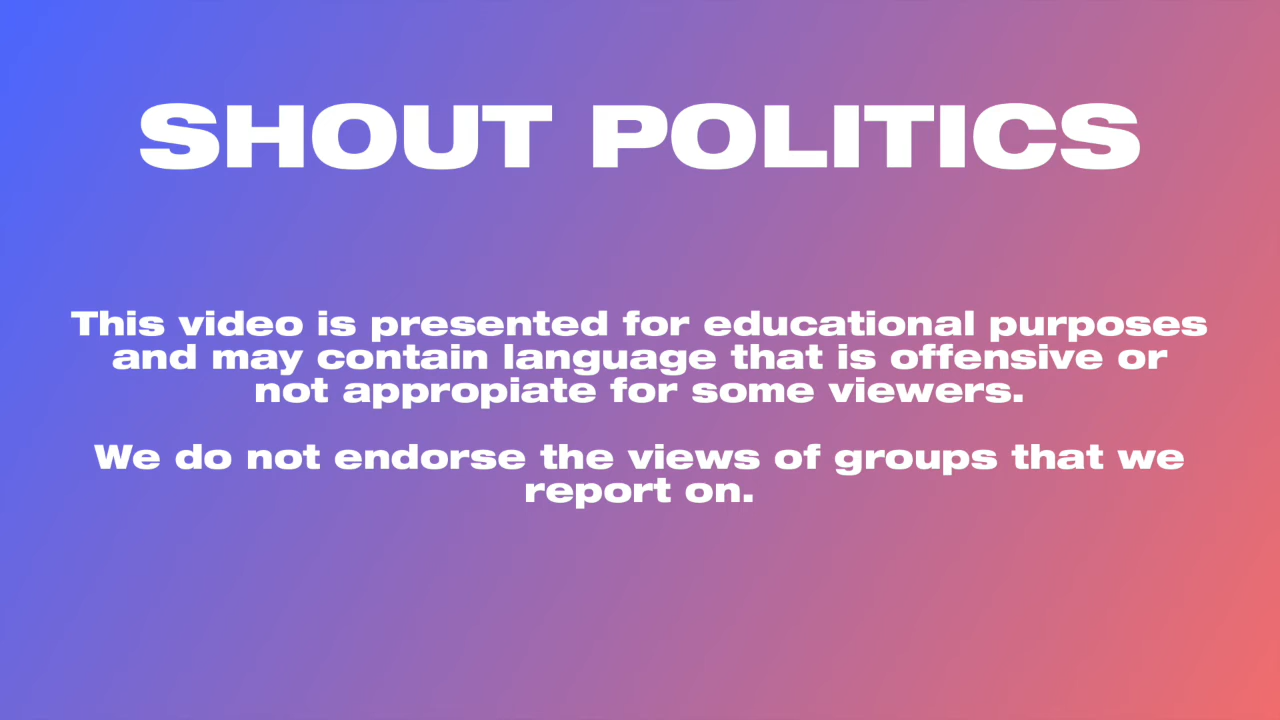 SHOUT POLITICS
This video is presented for educational purposes
and may contain language that is offensive or
not appropiate for some viewers.
We do not endorse the views of groups that we
report on.